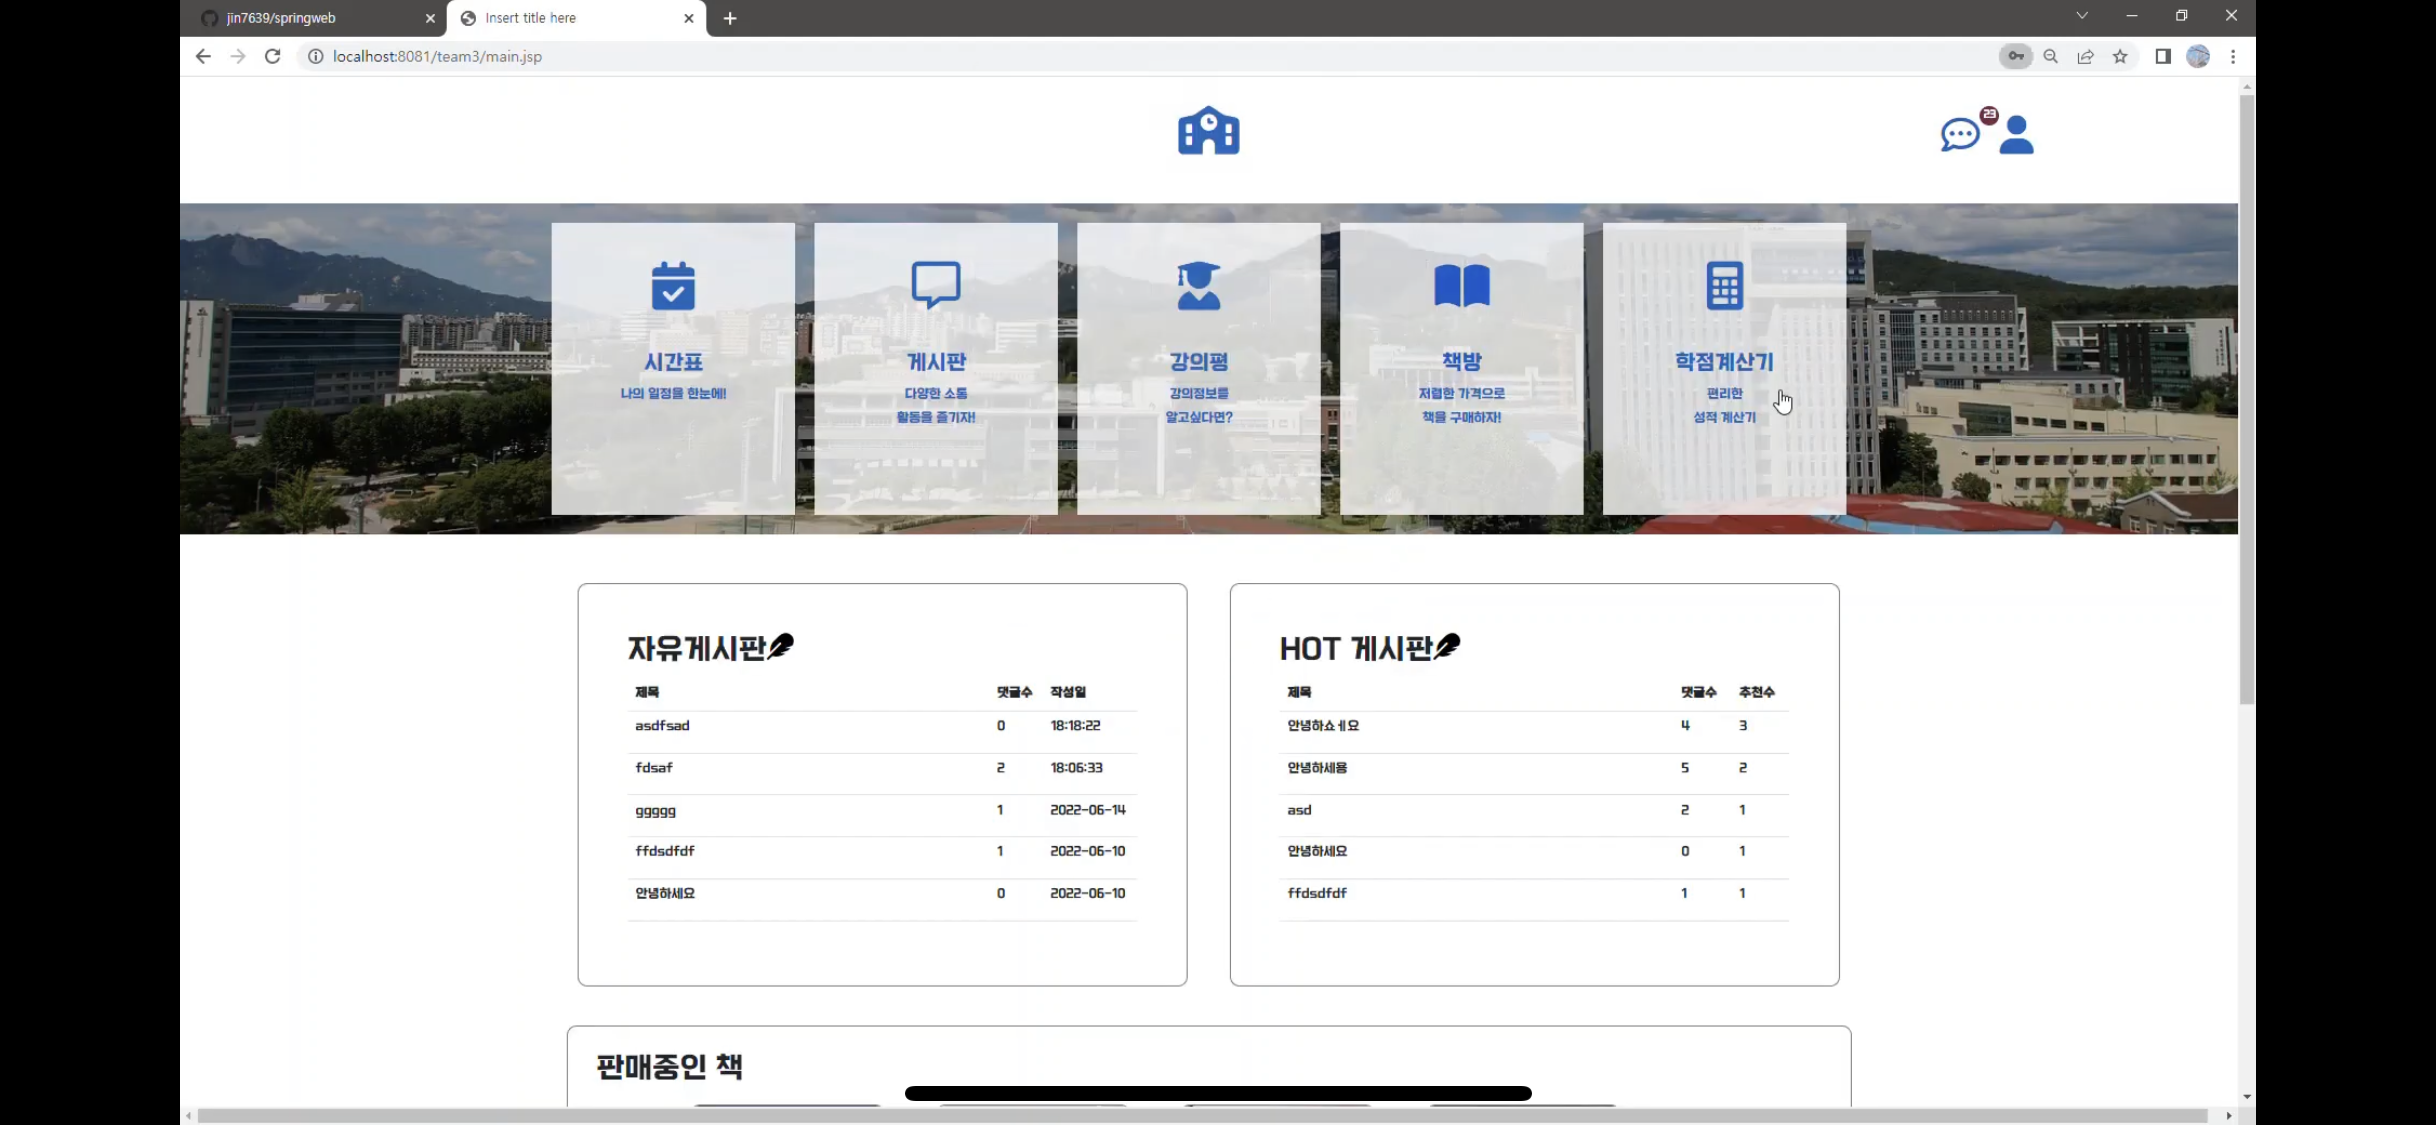 jin7639/springweb
Insert title here
localhost:8081/team3/main.jsp
23
시간표
나의 일정을 한눈에!
게시판
다양한 소통
활동을 즐기자!
강의평
강의정보를
알고싶다면?
책방
저렴한 가격으로
책을 구매하자!
학점계산기
편리한
성적 계산기
자유게시판
제목 댓글수 작성일
asdfsad 0 18:18:22
fdsaf 2 18:06:33
ggggg 1 2022-06-14
ffdsdfdf 1 2022-06-10
안녕하세요 0 2022-06-10
HOT 게시판
제목 댓글수 추천수
안녕하쇼ㅔ요 4 3
안녕하세용 5 2
asd 2 1
안녕하세요 0 1
ffdsdfdf 1 1
판매중인 책